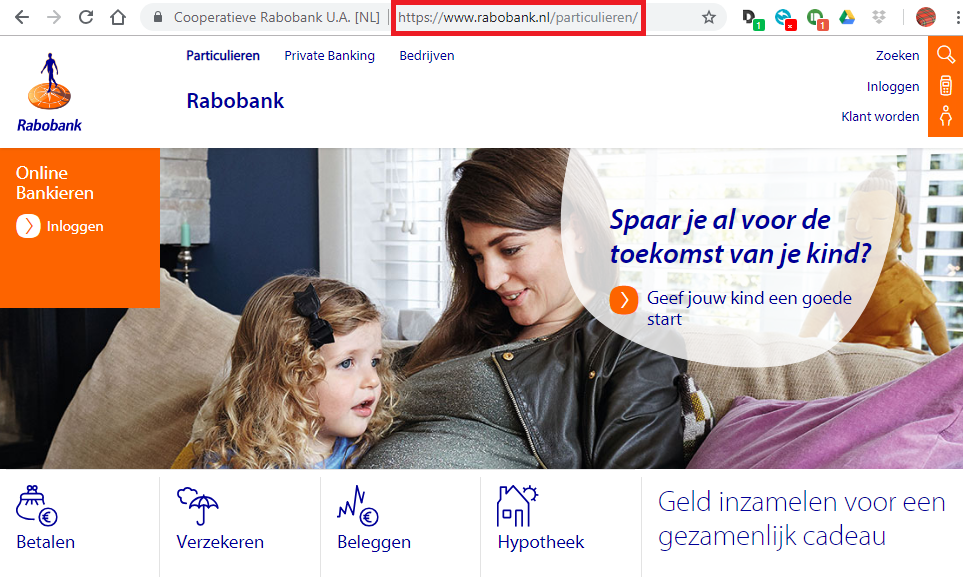 Cooperatieve Rabobank U.A. [NL] | https://www.rabobank.nl/particulieren/
1
1
Particulieren Private Banking Bedrijven
Zoeken
Rabobank
Inloggen
Klant worden
Rabobank
Online
Bankieren
Inloggen
Spaar je al voor de
toekomst van je kind?
Geef jouw kind een goede
start
Betalen
Verzekeren
Beleggen
Hypotheek
Geld inzamelen voor een
gezamenlijk cadeau